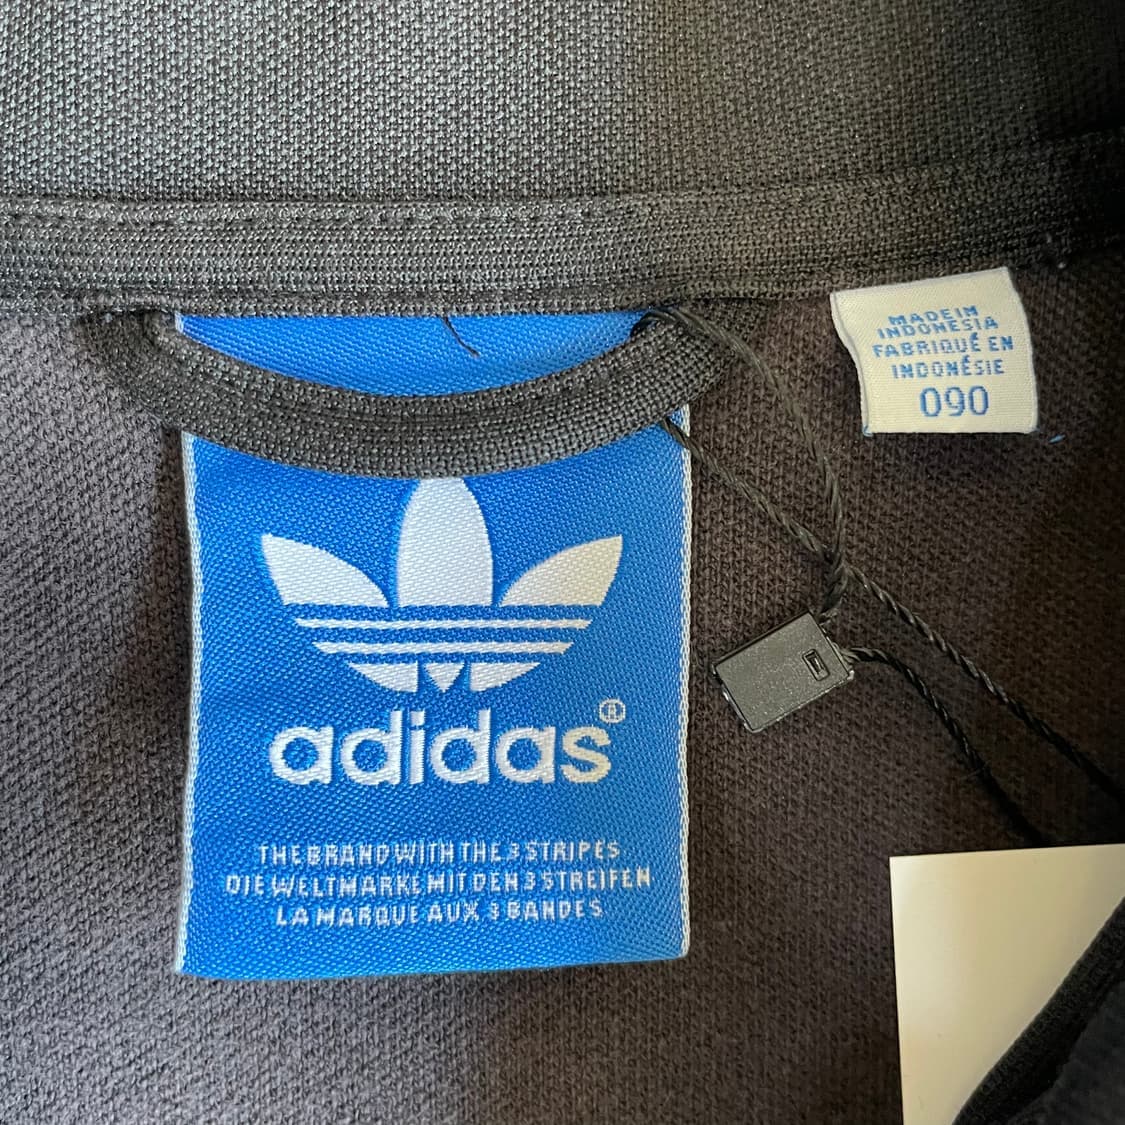 MADE IN
INDONESIA
FABRIQUÉ EN
INDONÉSIE
090
adidas®
THE BRAND WITH THE 3 STRIPES
DIE WELTMARKE MIT DEN 3 STREIFEN
LA MARQUE AUX 3 BANDES